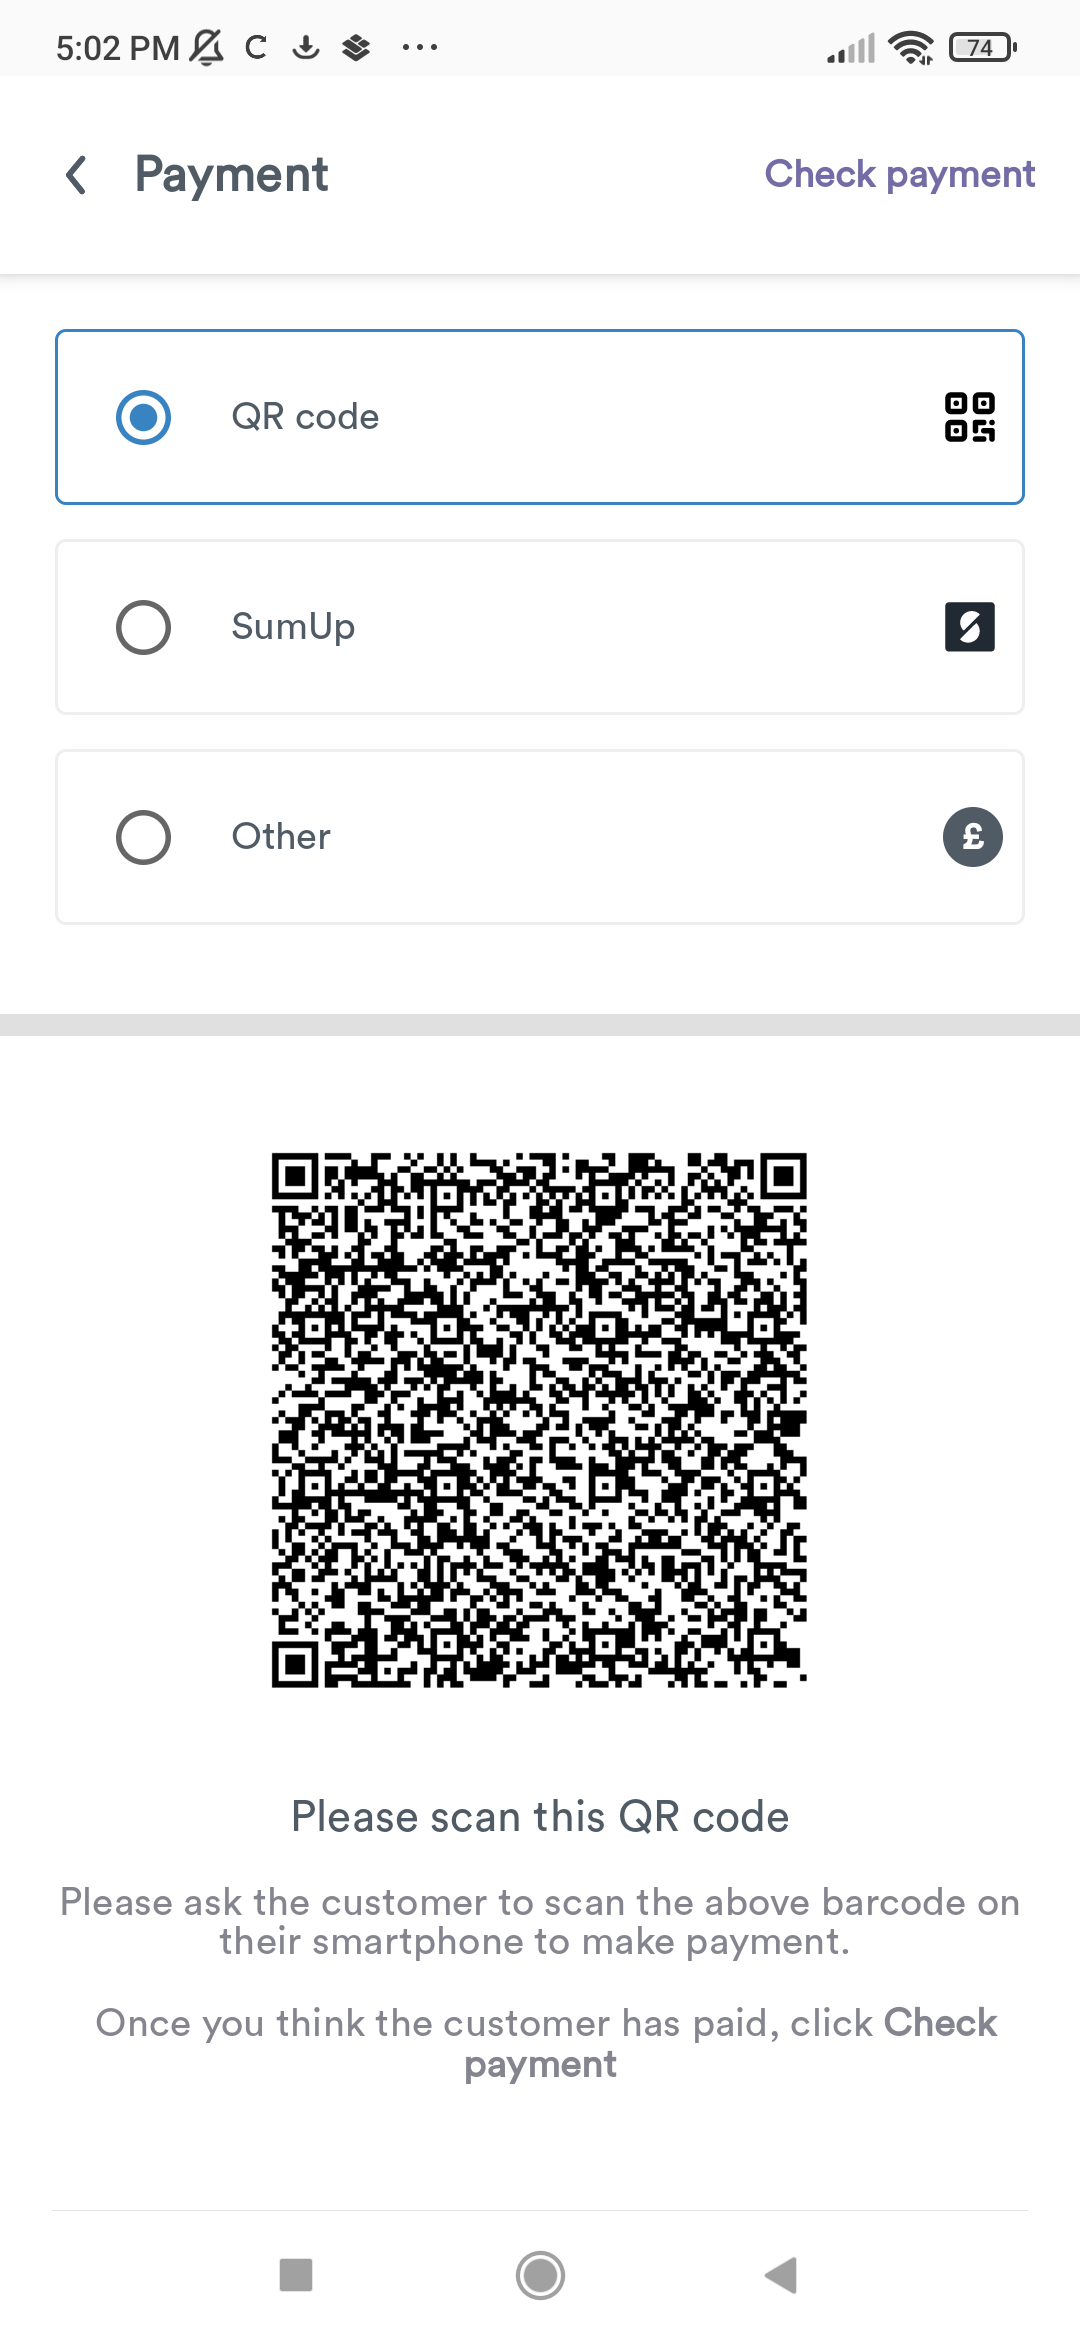 5:02 PM
74
Payment
Check payment
QR code
SumUp
Other
£
Please scan this QR code
Please ask the customer to scan the above barcode on
their smartphone to make payment.
Once you think the customer has paid, click Check
payment